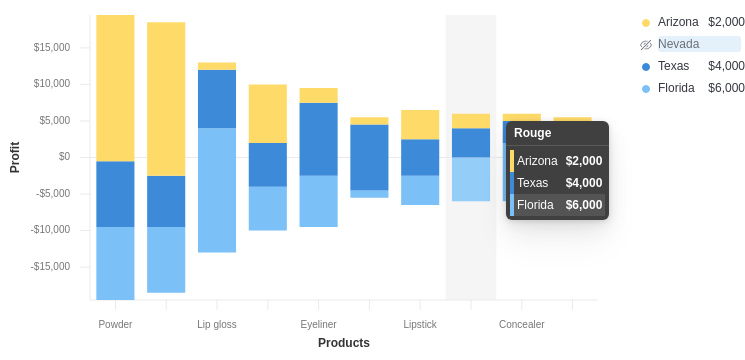 Arizona $2,000
Nevada
Texas $4,000
Florida $6,000
$15,000
$10,000
$5,000
$0
-$5,000
-$10,000
-$15,000
Profit
Rouge
Arizona $2,000
Texas $4,000
Florida $6,000
Powder Lip gloss Eyeliner Lipstick Concealer
Products